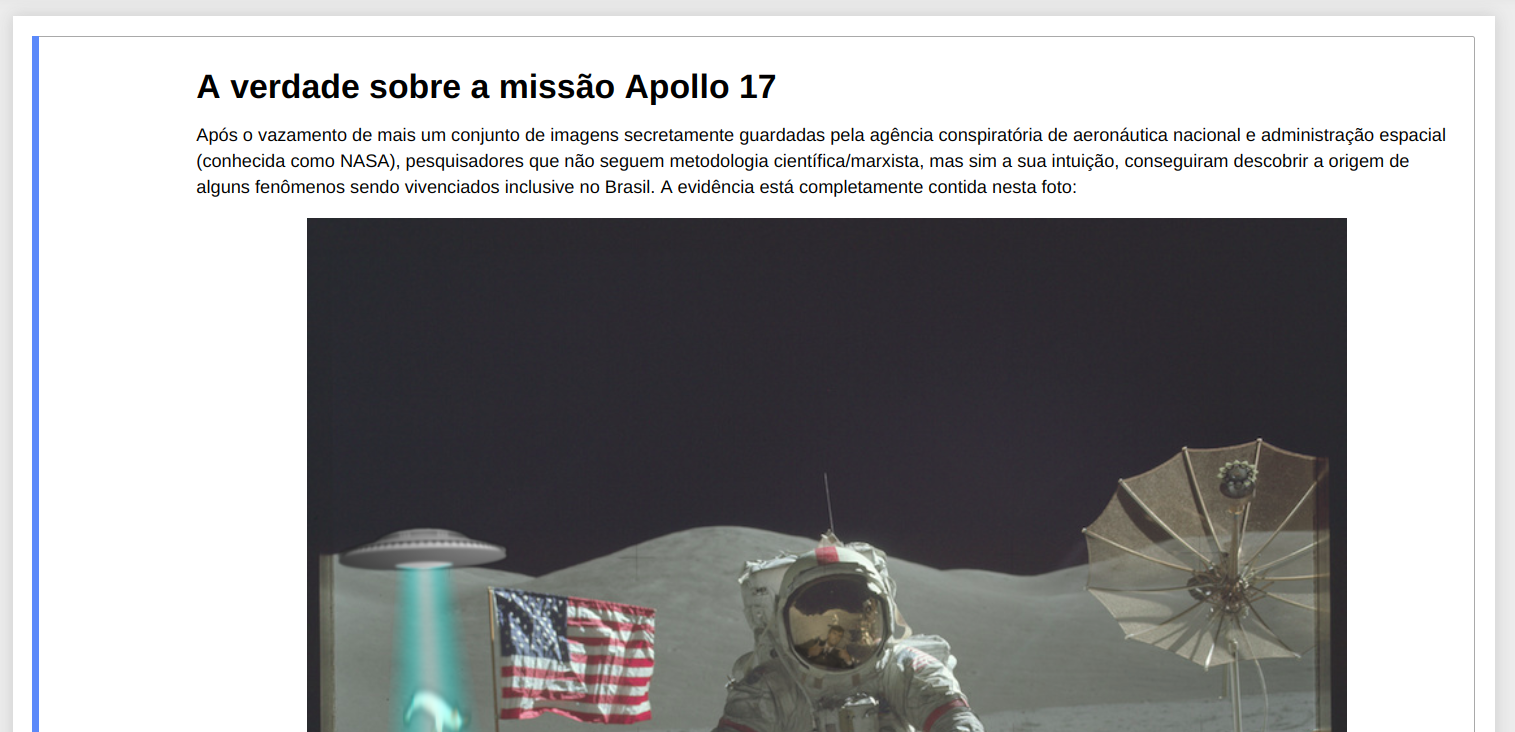 A verdade sobre a missão Apollo 17
Após o vazamento de mais um conjunto de imagens secretamente guardadas pela agência conspiratória de aeronáutica nacional e administração espacial
(conhecida como NASA), pesquisadores que não seguem metodologia científica/marxista, mas sim a sua intuição, conseguiram descobrir a origem de
alguns fenômenos sendo vivenciados inclusive no Brasil. A evidência está completamente contida nesta foto: